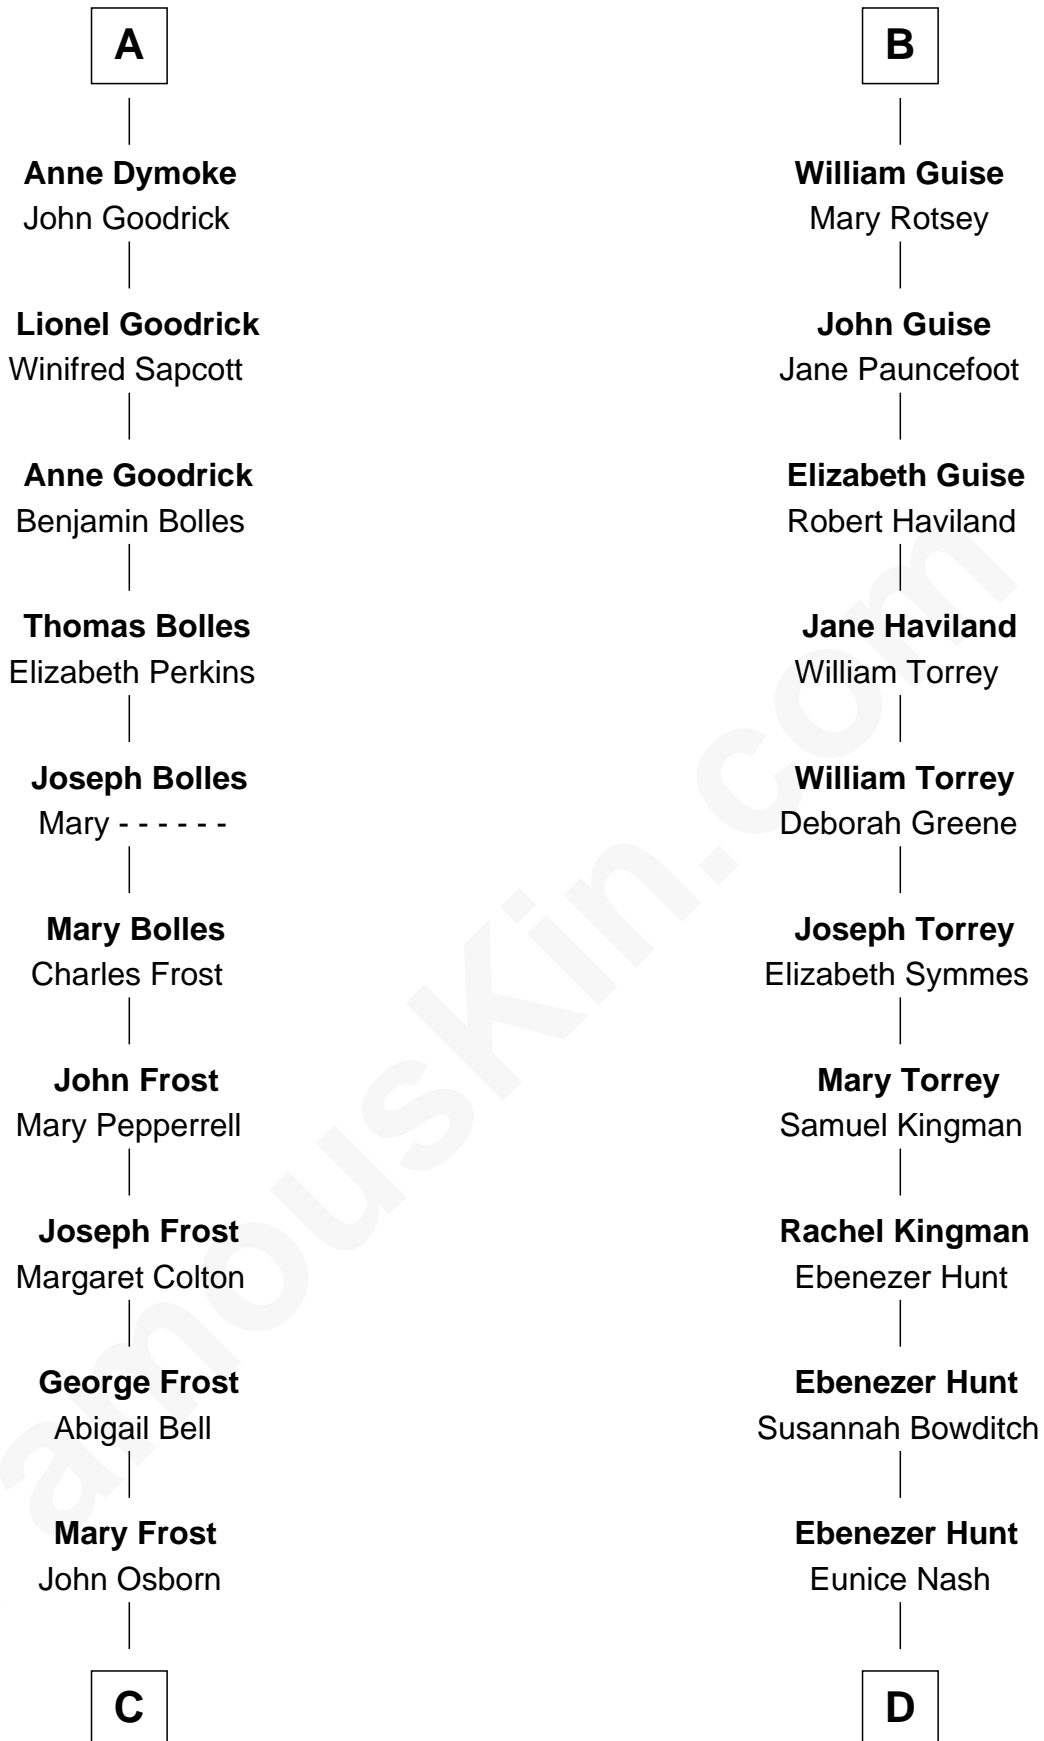 A
Anne Dymoke
John Goodrick
Lionel Goodrick
Winifred Sapcott
Anne Goodrick
Benjamin Bolles
Thomas Bolles
Elizabeth Perkins
Joseph Bolles
Mary - - - - - -
Mary Bolles
Charles Frost
John Frost
Mary Pepperrell
Joseph Frost
Margaret Colton
George Frost
Abigail Bell
Mary Frost
John Osborn
C
B
William Guise
Mary Rotsey
John Guise
Jane Pauncefoot
Elizabeth Guise
Robert Haviland
Jane Haviland
William Torrey
William Torrey
Deborah Greene
Joseph Torrey
Elizabeth Symmes
Mary Torrey
Samuel Kingman
Rachel Kingman
Ebenezer Hunt
Ebenezer Hunt
Susannah Bowditch
Ebenezer Hunt
Eunice Nash
D
amousKin.com